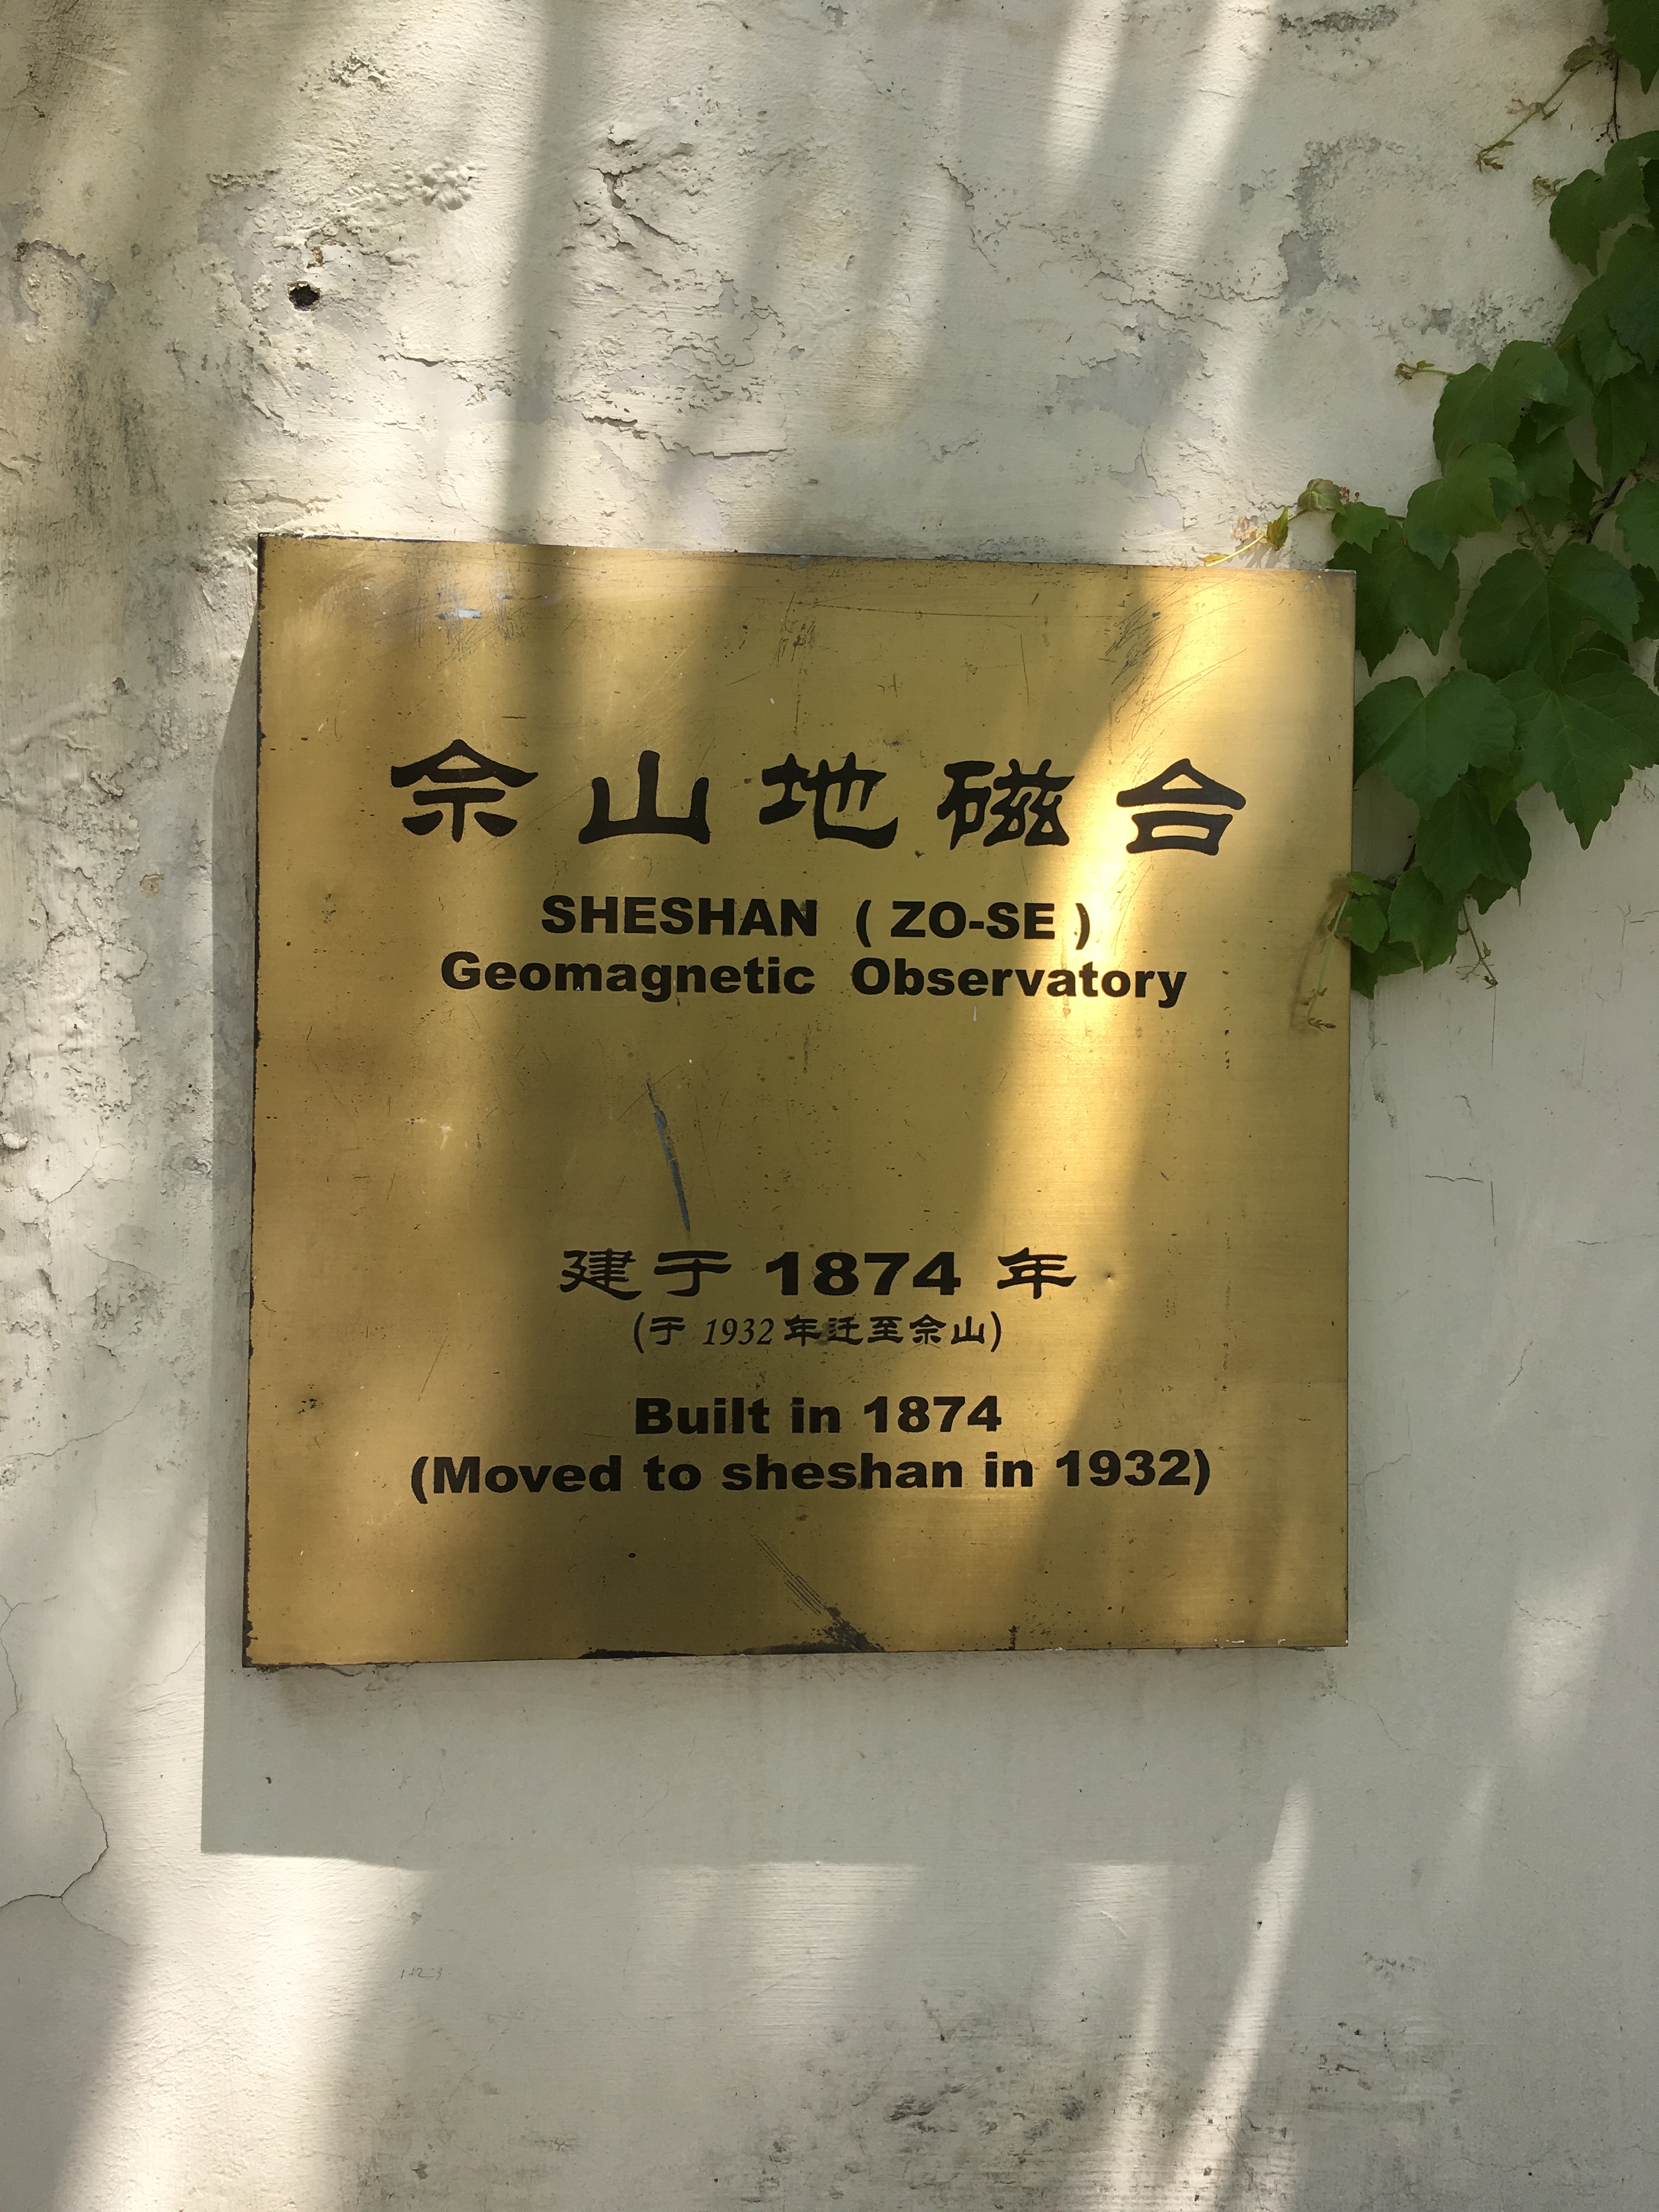 佘山地磁台
SHESHAN ( ZO-SE )
Geomagnetic Observatory
建于 1874 年
(于 1932 年迁至佘山)
Built in 1874
(Moved to sheshan in 1932)